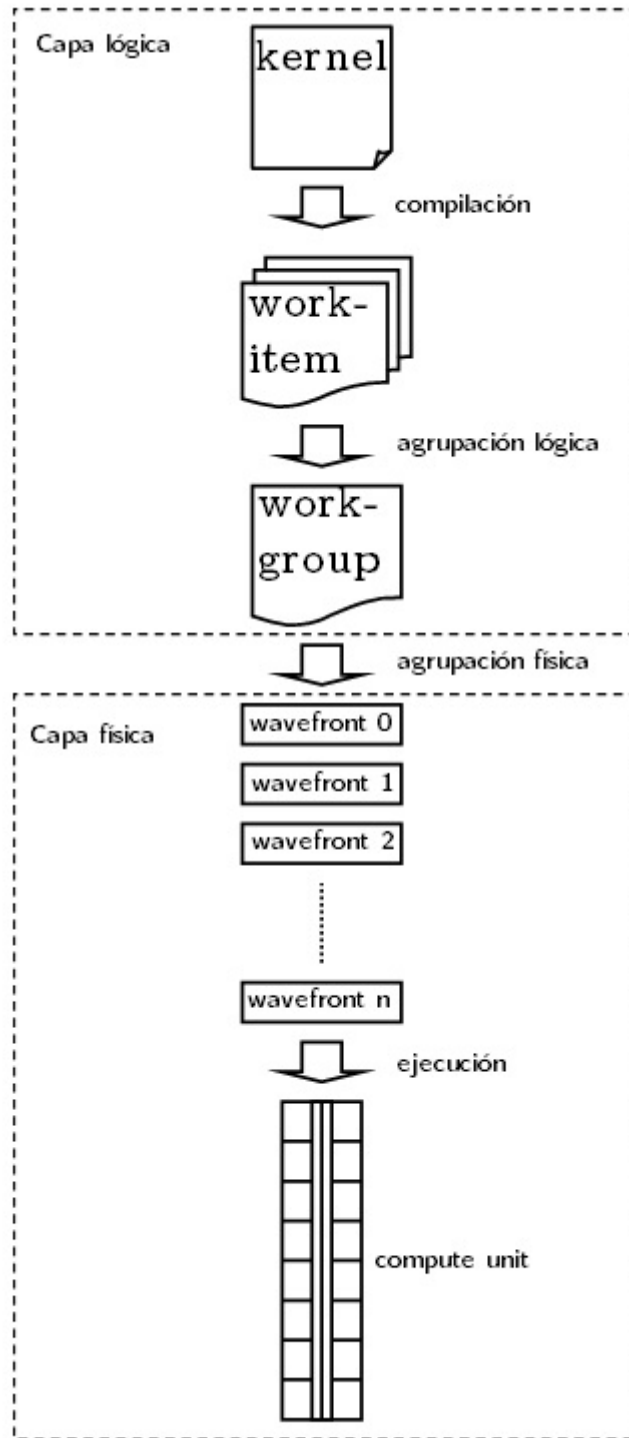 Capa lógica
kernel
compilación
work-
item
agrupación lógica
work-
group
agrupación física
Capa física
wavefront 0
wavefront 1
wavefront 2
wavefront n
ejecución
compute unit